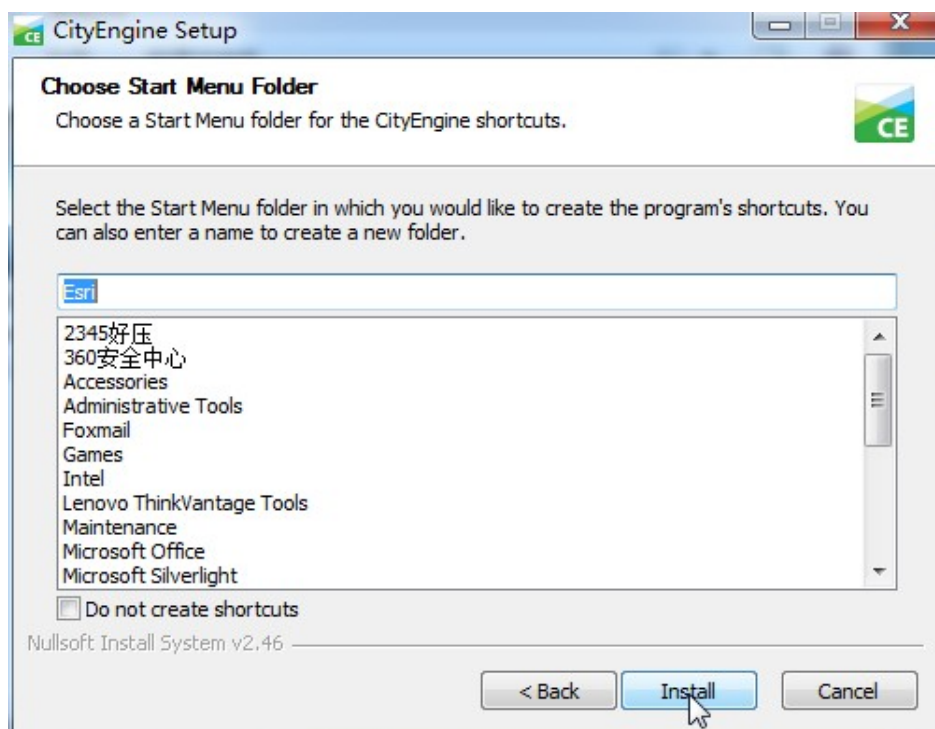 CE CityEngine Setup
Choose Start Menu Folder
Choose a Start Menu folder for the CityEngine shortcuts.
CE
Select the Start Menu folder in which you would like to create the program's shortcuts. You
can also enter a name to create a new folder.
Esri
2345好压
360安全中心
Accessories
Administrative Tools
Foxmail
Games
Intel
Lenovo ThinkVantage Tools
Maintenance
Microsoft Office
Microsoft Silverlight
Do not create shortcuts
Nullsoft Install System v2.46
< Back Install Cancel